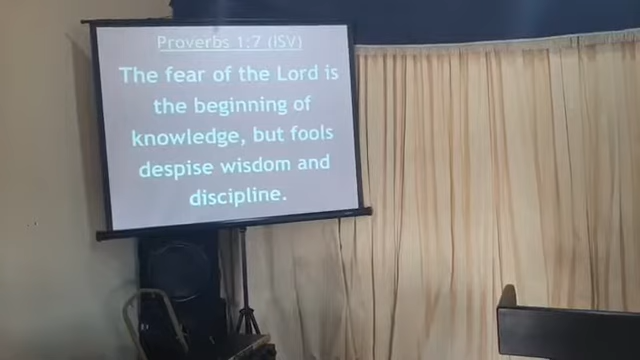 Proverbs 1:7 (ISV)
The fear of the Lord is
the beginning of
knowledge, but fools
despise wisdom and
discipline.